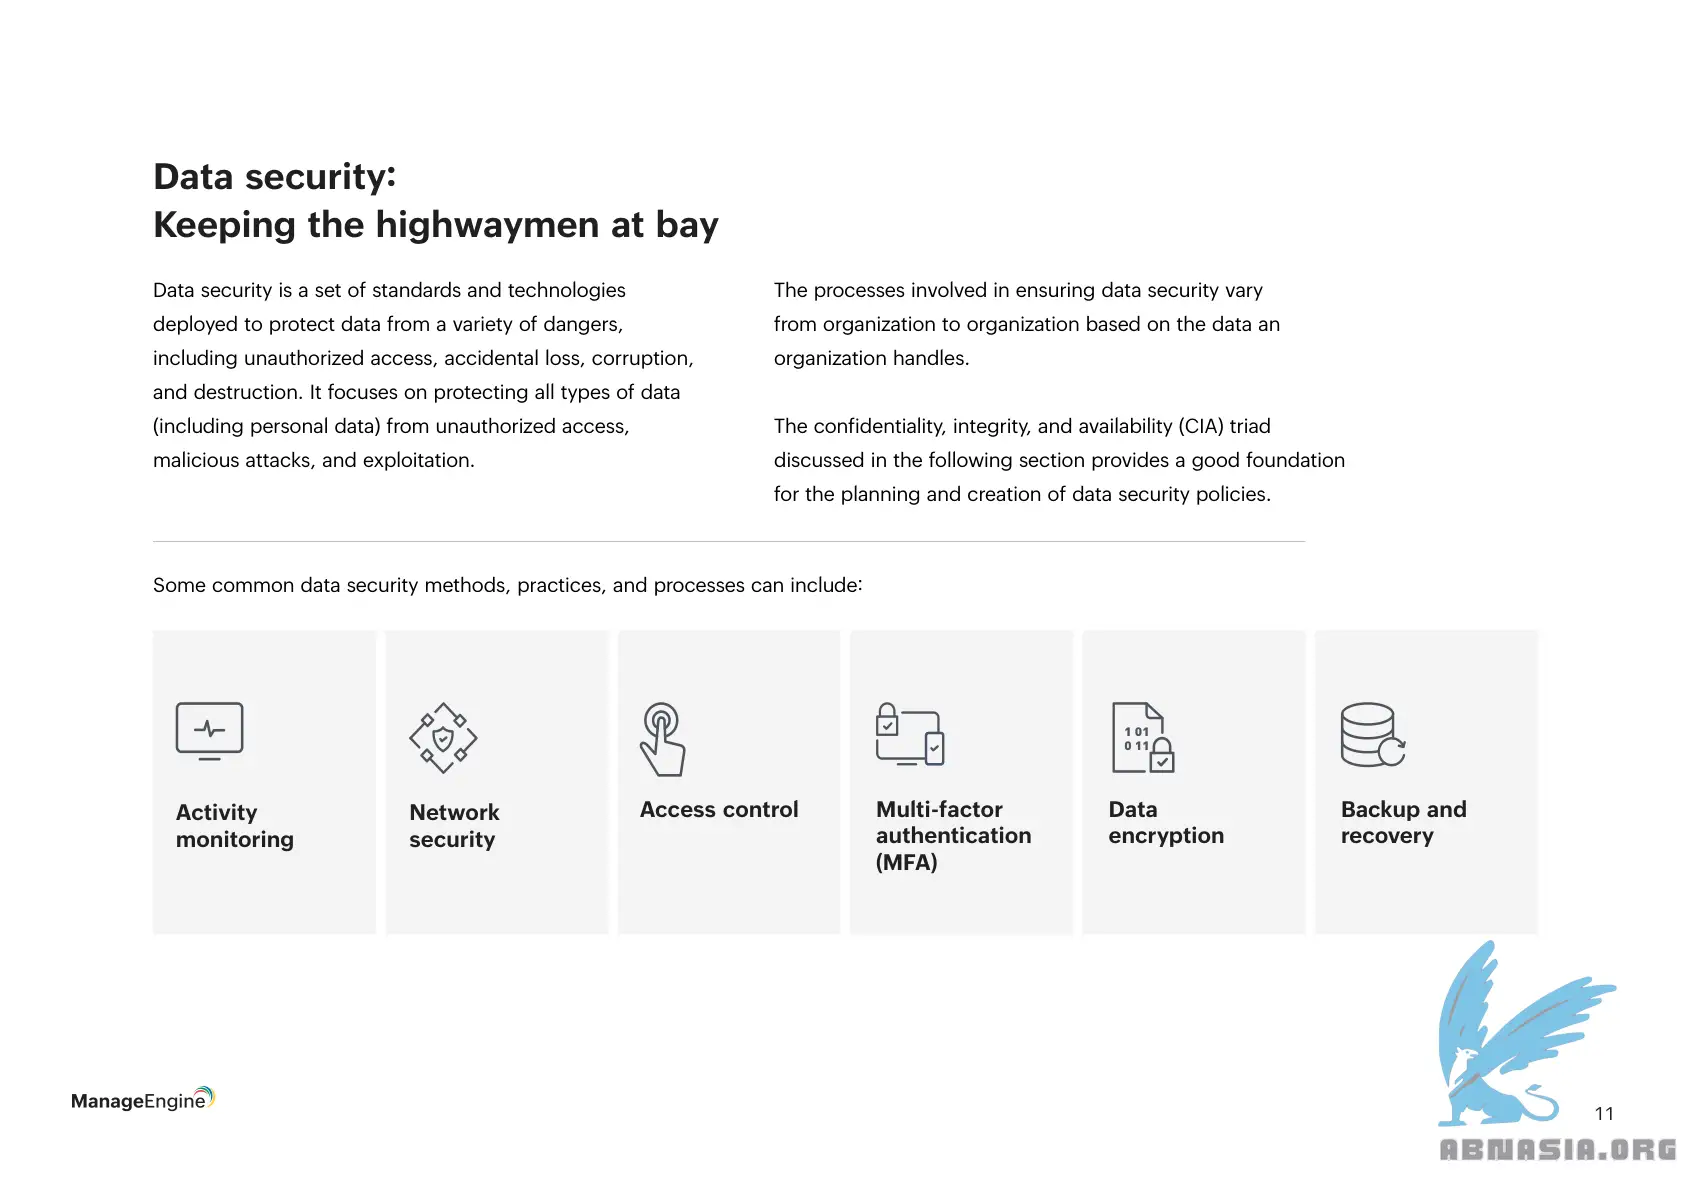 Data security:
Keeping the highwaymen at bay
Data security is a set of standards and technologies
deployed to protect data from a variety of dangers,
including unauthorized access, accidental loss, corruption,
and destruction. It focuses on protecting all types of data
(including personal data) from unauthorized access,
malicious attacks, and exploitation.
The processes involved in ensuring data security vary
from organization to organization based on the data an
organization handles.
The confidentiality, integrity, and availability (CIA) triad
discussed in the following section provides a good foundation
for the planning and creation of data security policies.
Some common data security methods, practices, and processes can include:
Activity
monitoring
Network
security
Access control
Multi-factor
authentication
(MFA)
1 01
0 11
Data
encryption
Backup and
recovery
ManageEngine
11
ABNASIA.ORG